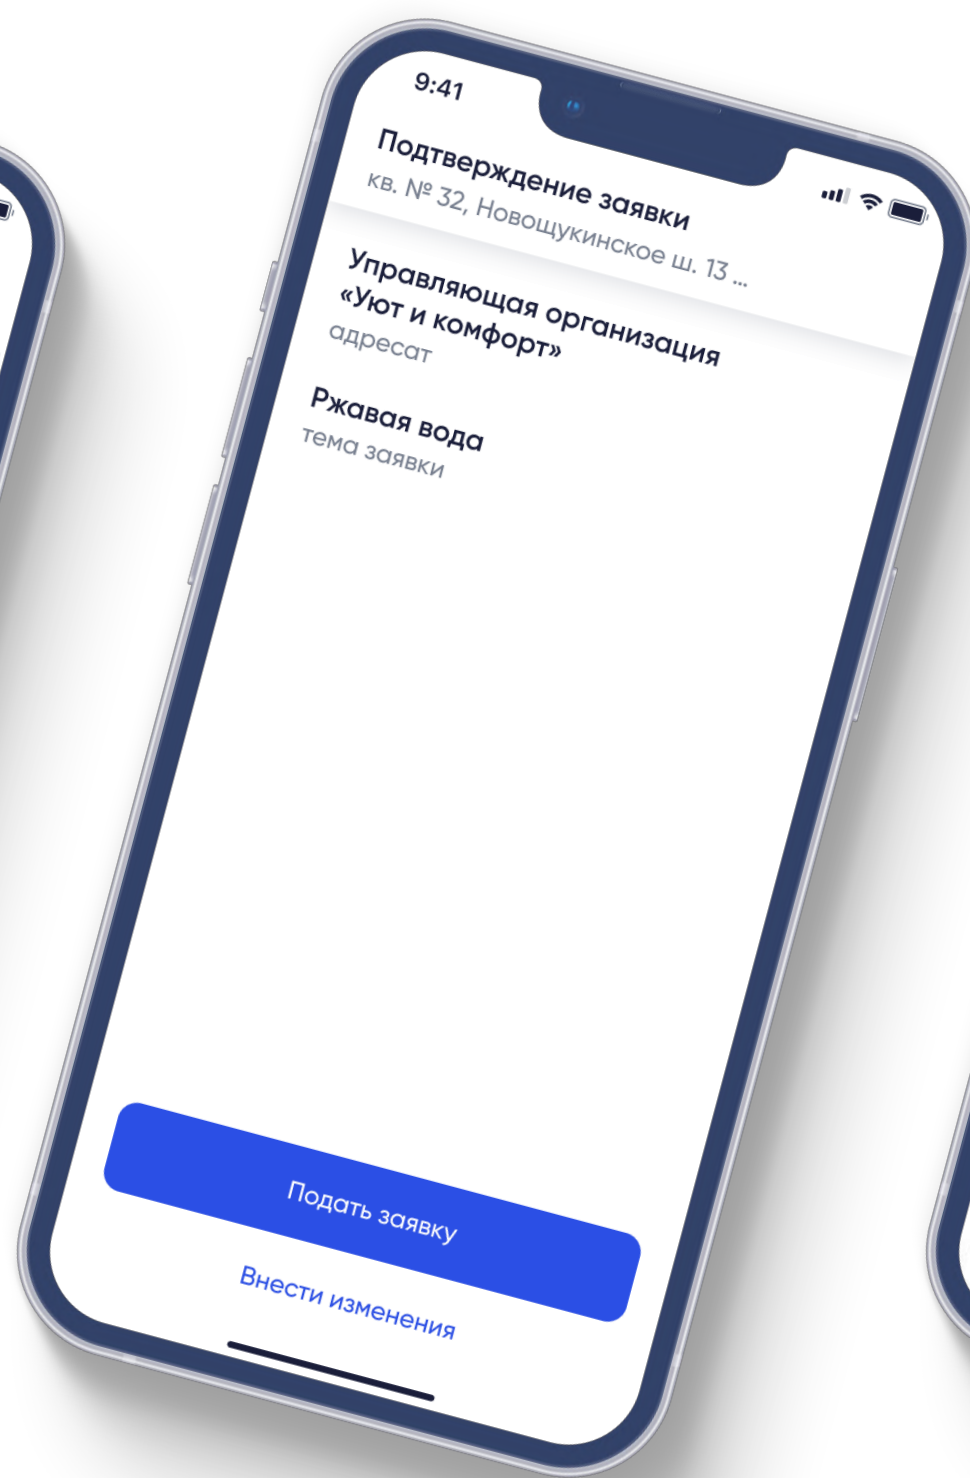 9:41
Подтверждение заявки
кв. № 32, Новощукинское ш. 13 ...
Управляющая организация
«Уют и комфорт»
адресат
Ржавая вода
тема заявки
Подать заявку
Внести изменения